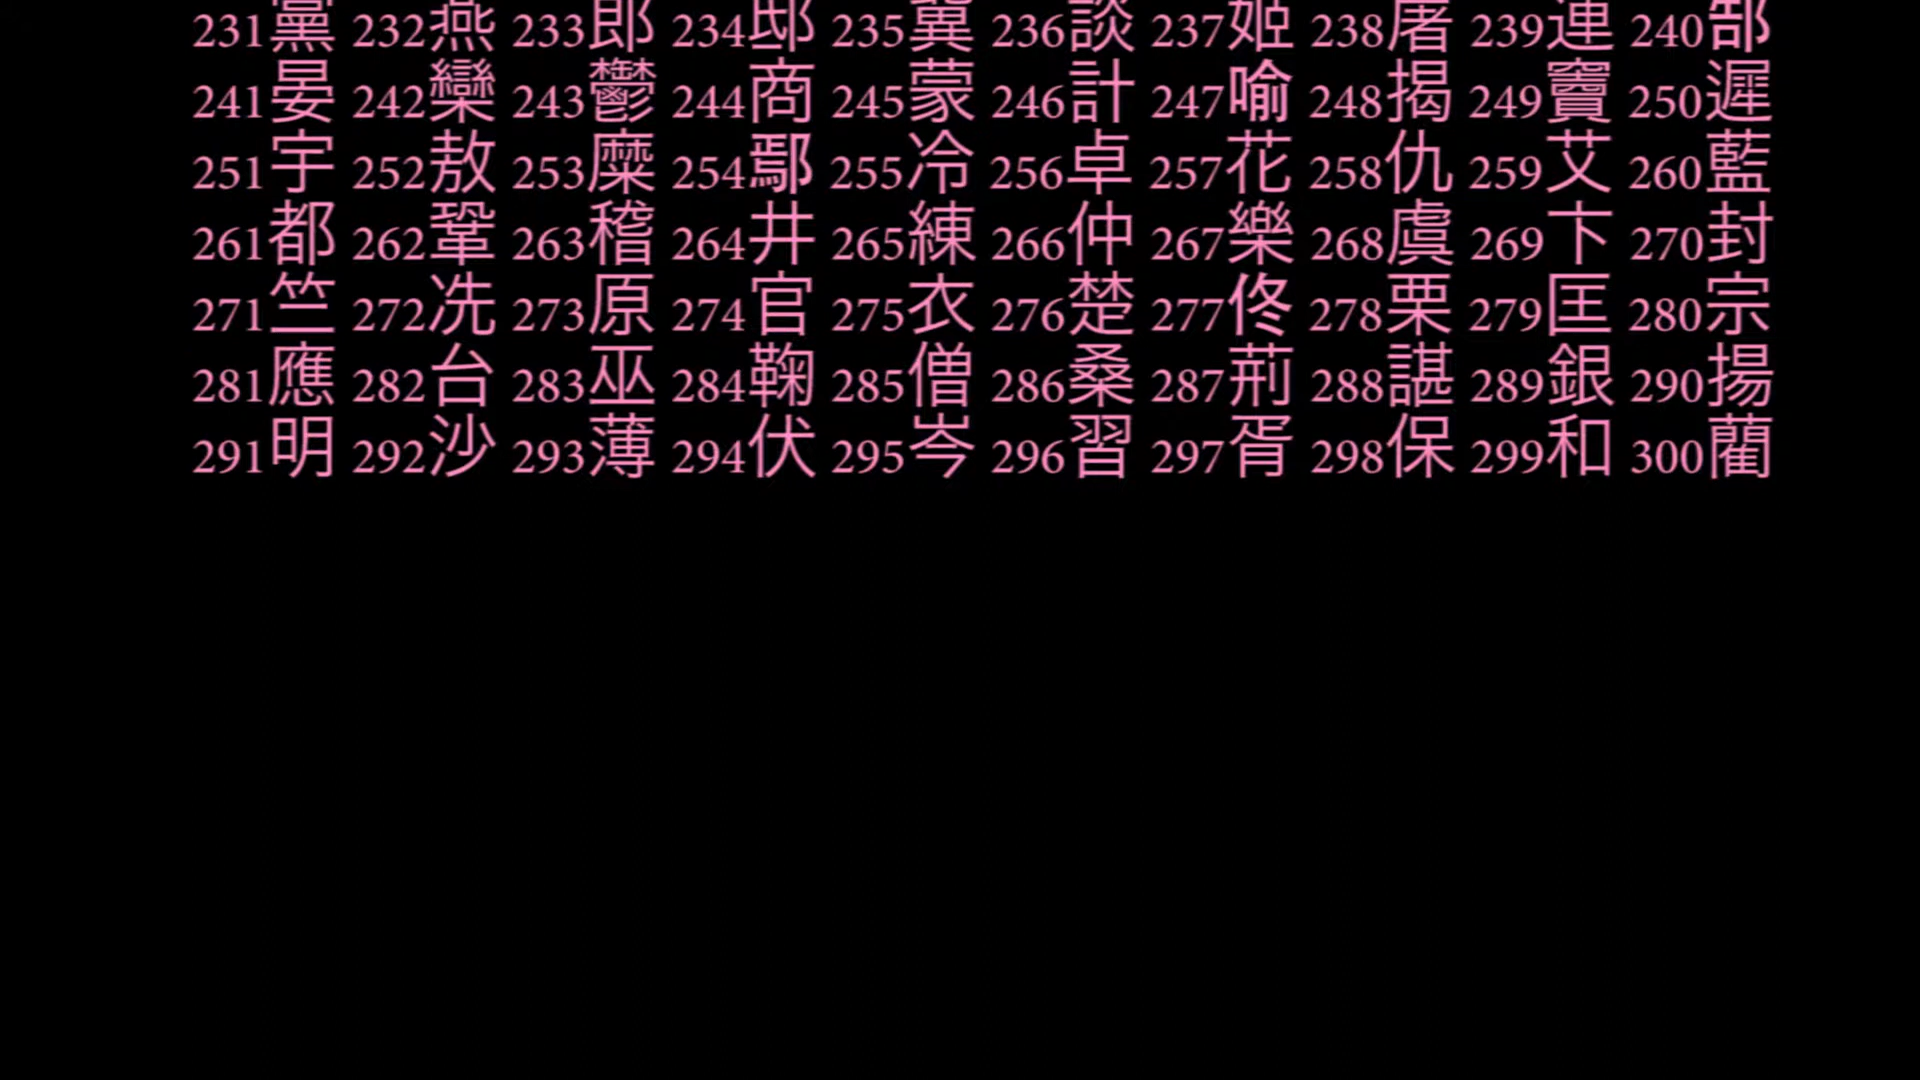 231黨 232燕 233郎 234邸 235冀 236談 237姬 238屠 239連 240郜
241晏 242欒 243鬱 244商 245蒙 246計 247喻 248揭 249竇 250遲
251宇 252敖 253糜 254鄢 255冷 256卓 257花 258仇 259艾 260藍
261都 262鞏 263稽 264井 265練 266仲 267樂 268虞 269卞 270封
271竺 272冼 273原 274官 275衣 276楚 277佟 278栗 279匡 280宗
281應 282台 283巫 284鞠 285僧 286桑 287荊 288諶 289銀 290揚
291明 292沙 293薄 294伏 295岑 296習 297胥 298保 299和 300藺